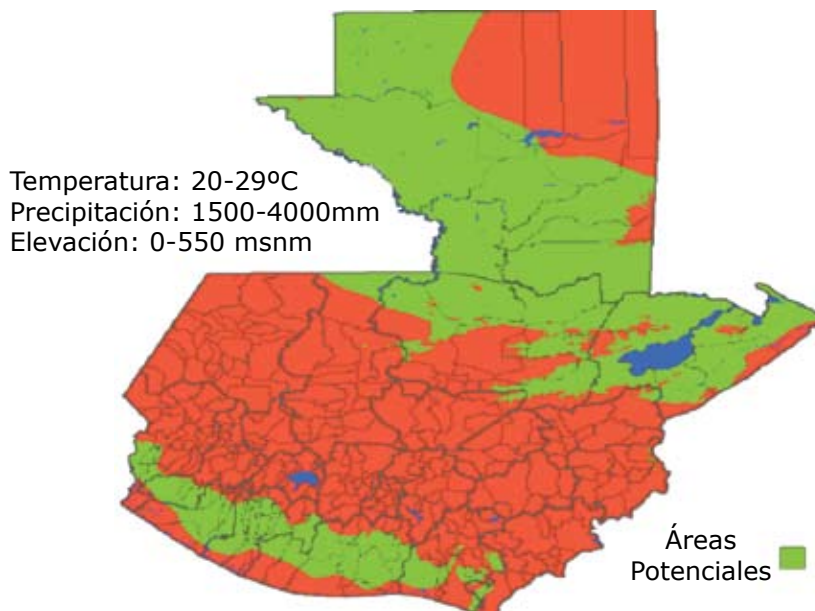 Temperatura: 20-29ºC
Precipitación: 1500-4000mm
Elevación: 0-550 msnm
Áreas
Potenciales